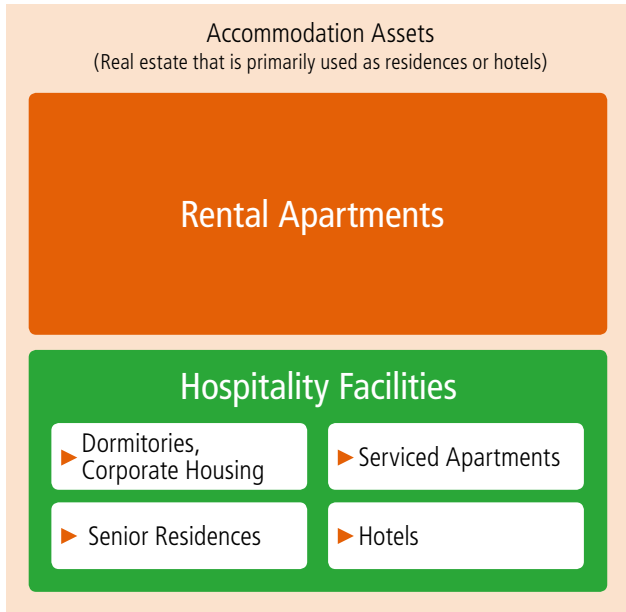 Accommodation Assets
(Real estate that is primarily used as residences or hotels)
Rental Apartments
Hospitality Facilities
Dormitories,
Corporate Housing
Serviced Apartments
Senior Residences
Hotels